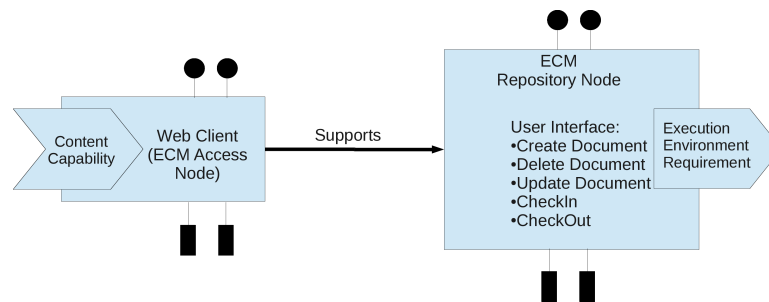 Content
Capability
Web Client
(ECM Access
Node)
Supports
ECM
Repository Node
User Interface:
•Create Document
•Delete Document
•Update Document
•CheckIn
•CheckOut
Execution
Environment
Requirement